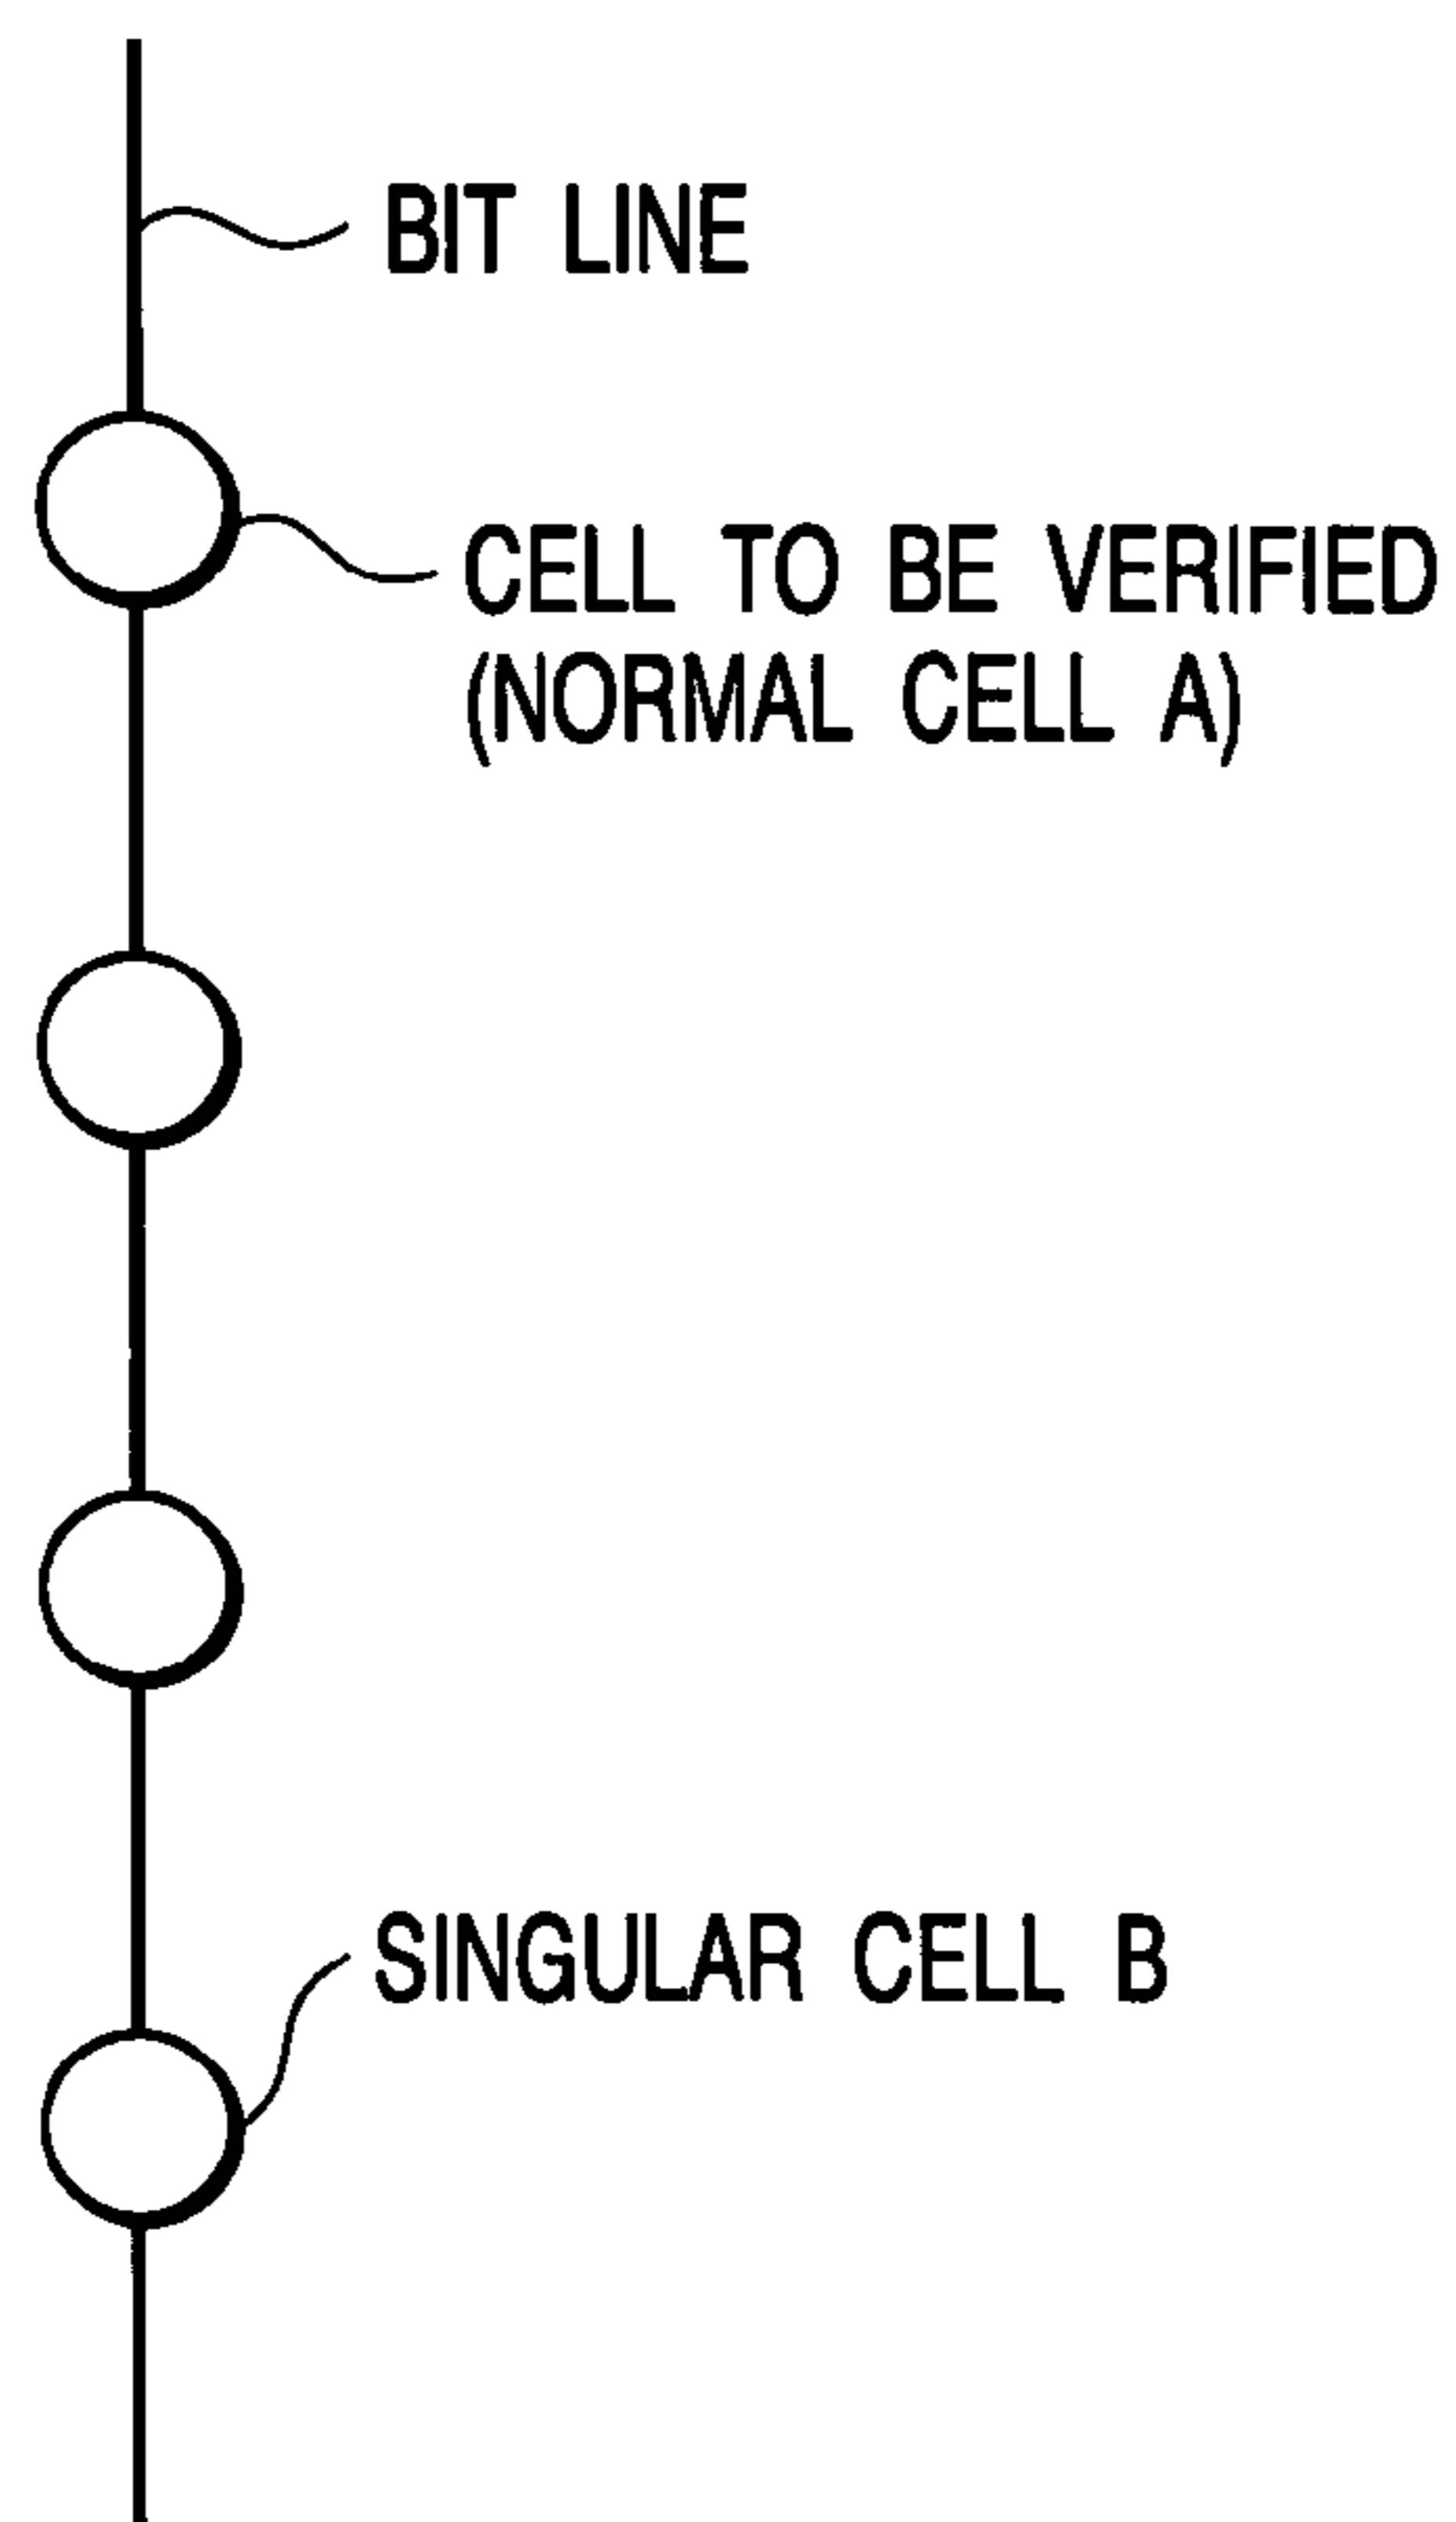 BIT LINE
CELL TO BE VERIFIED
(NORMAL CELL A)
SINGULAR CELL B